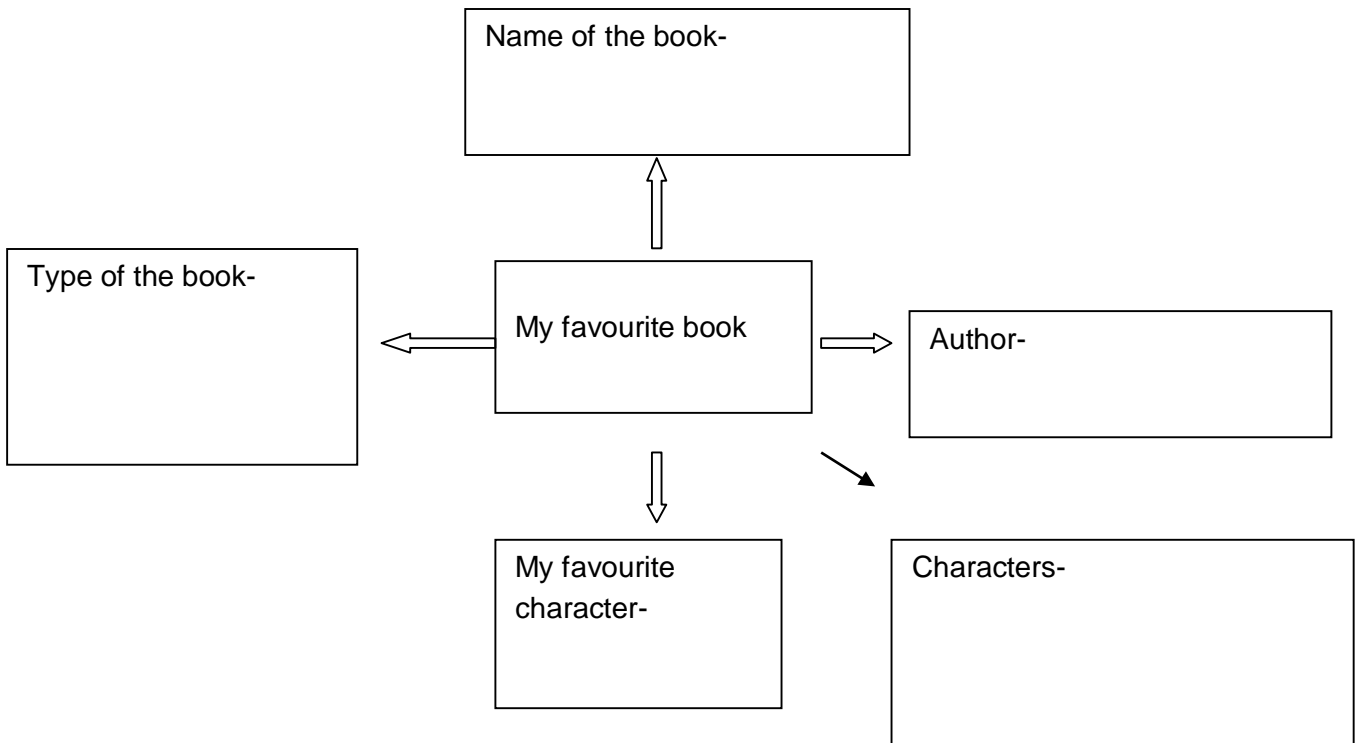 Name of the book-
Type of the book-
My favourite book
Author-
My favourite
character-
Characters-